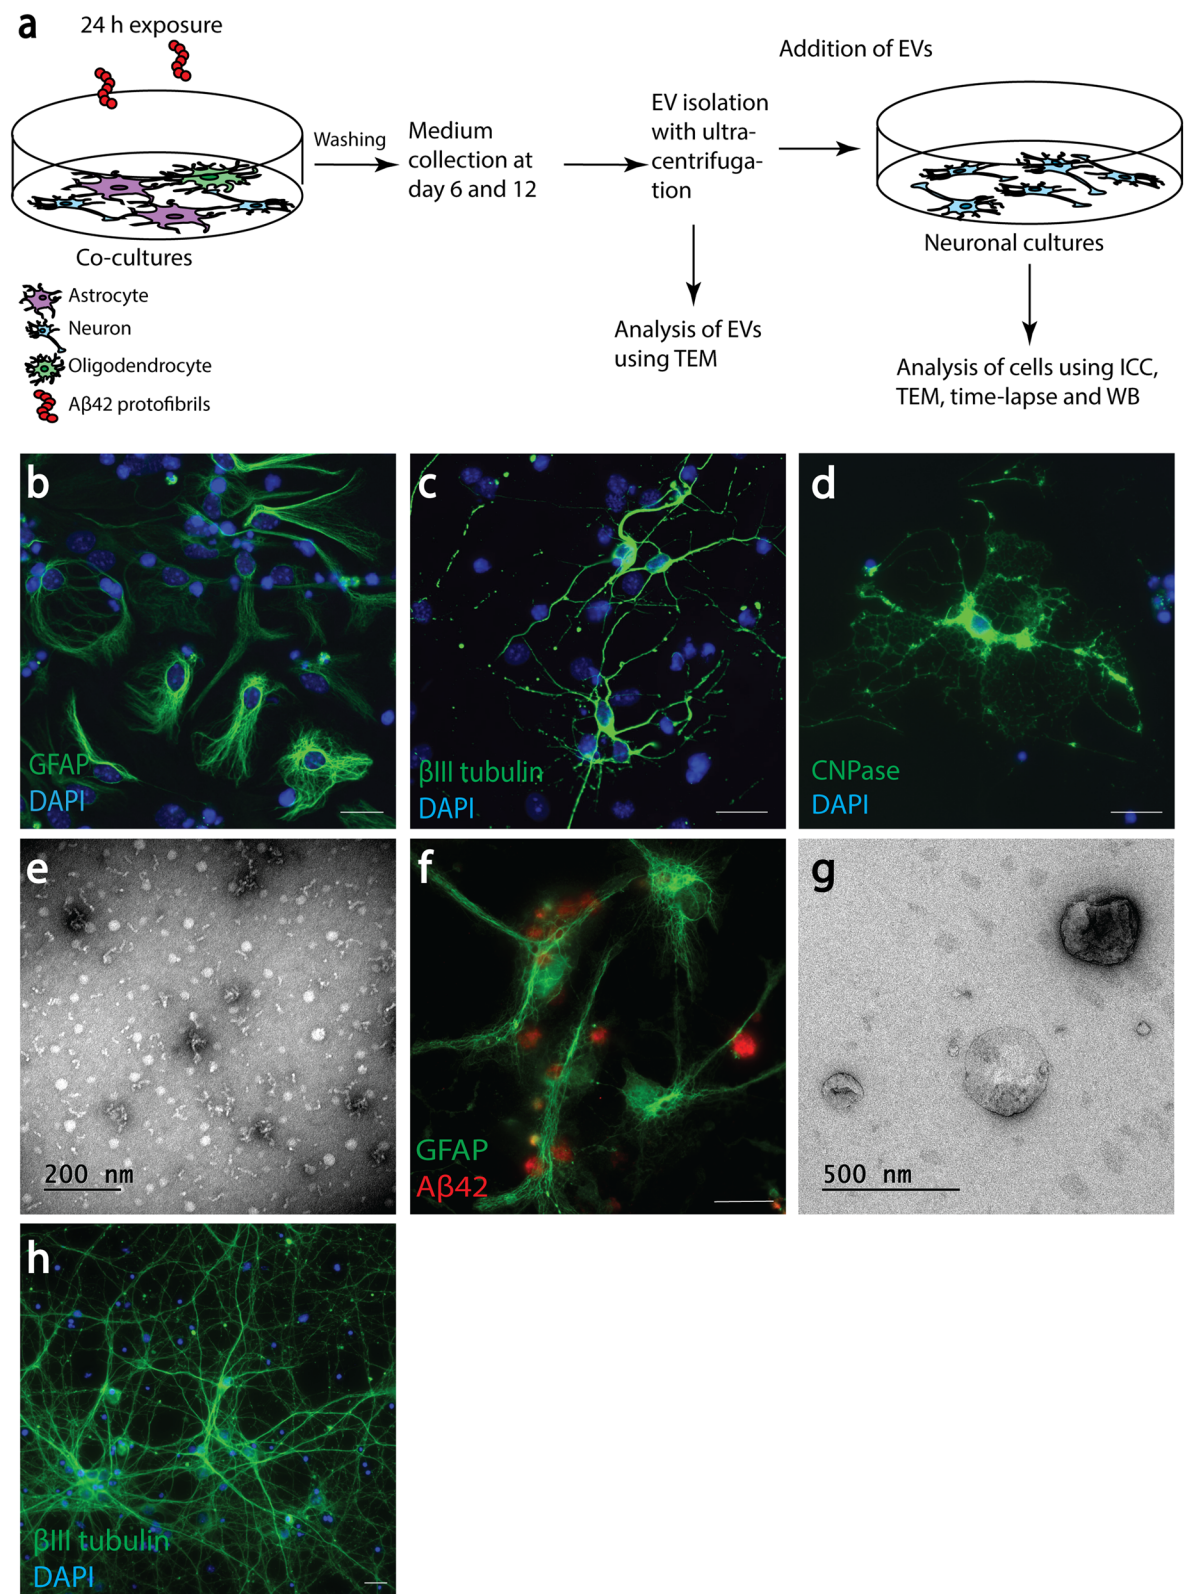 a
24 h exposure
Addition of EVs
Washing
Medium
collection at
day 6 and 12
EV isolation
with ultra-
centrifuga-
tion
Co-cultures
Neuronal cultures
Astrocyte
Neuron
Oligodendrocyte
Aβ42 protofibrils
Analysis of EVs
using TEM
Analysis of cells using ICC,
TEM, time-lapse and WB
b
GFAP
DAPI
c
βIII tubulin
DAPI
d
CNPase
DAPI
e
200 nm
f
GFAP
Aβ42
g
500 nm
h
βIII tubulin
DAPI